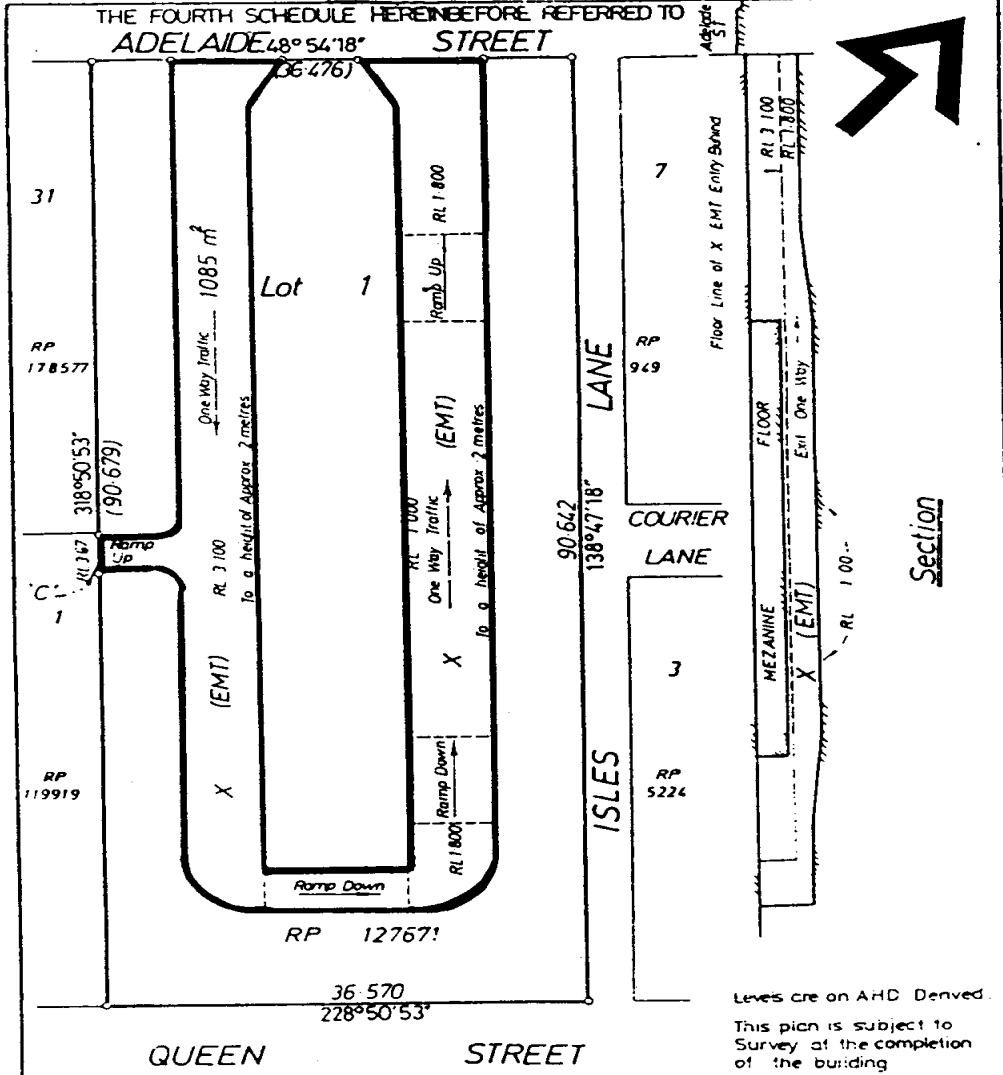 THE FOURTH SCHEDULE HEREINBEFORE REFERRED TO
ADELAIDE 48°54'18" STREET
(36·476)
Adelaide
ST
31
RP
178577
318°50'53"
(90·679)
One Way Traffic
1085 m²
Lot 1
RL 1·800
Ramp Up
RL 3·100
To a height of Approx 2 metres
RL 1·000
One Way Traffic
(EMT)
To a height of Approx 2 metres
X
X
(EMT)
Ramp
Up
RL 3·67
"C"
1
RP
119919
Ramp Down
RL 1·800
Ramp Down
RP 127671
90·642
138°47'18"
ISLES LANE
7
RP
949
COURIER
LANE
3
RP
5224
36·570
228°50'53"
QUEEN STREET
Floor Line of X EMT Entry Behind
RL 3·100
RL 1·800
FLOOR
MEZANINE
Exit One Way
X (EMT)
RL 1·00
Section
Levels are on AHD Derived.
This plan is subject to
Survey at the completion
of the building